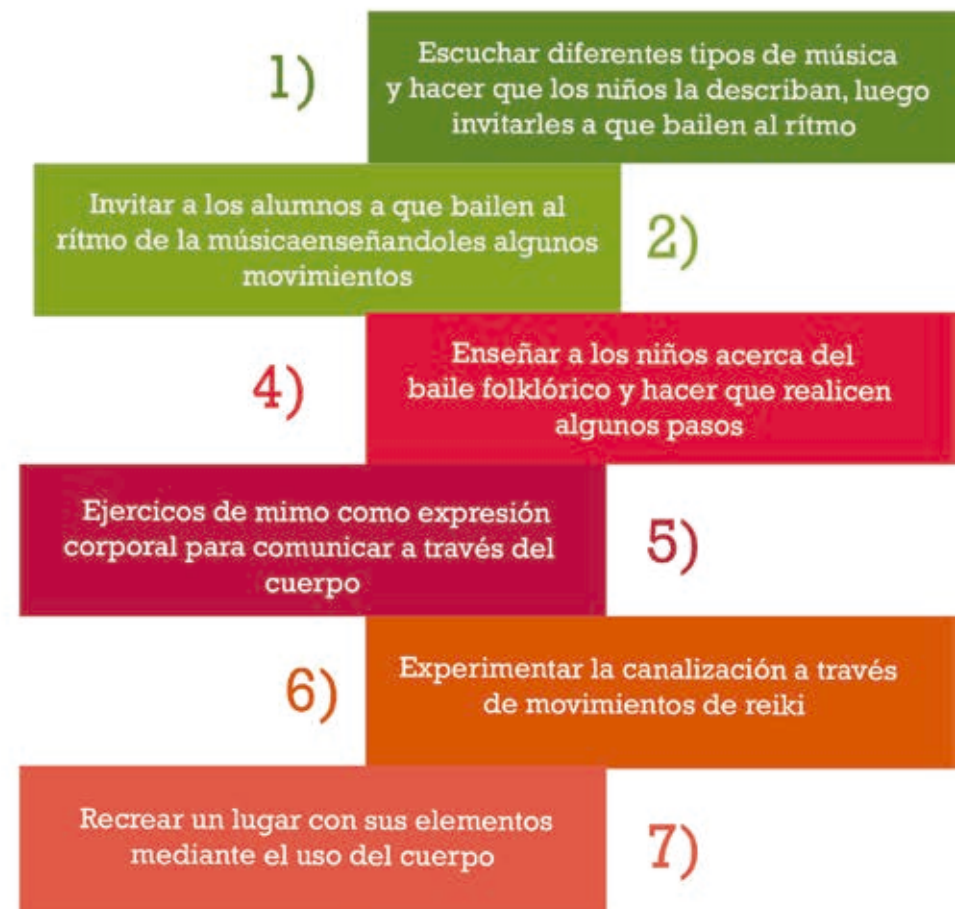 1)
Escuchar diferentes tipos de música
y hacer que los niños la describan, luego
invitarles a que bailen al rítmo
Invitar a los alumnos a que bailen al
rítmo de la músicaenseñandoles algunos
movimientos
2)
4)
Enseñar a los niños acerca del
baile folklórico y hacer que realicen
algunos pasos
Ejercicos de mimo como expresión
corporal para comunicar a través del
cuerpo
5)
6)
Experimentar la canalización a través
de movimientos de reiki
Recrear un lugar con sus elementos
mediante el uso del cuerpo
7)